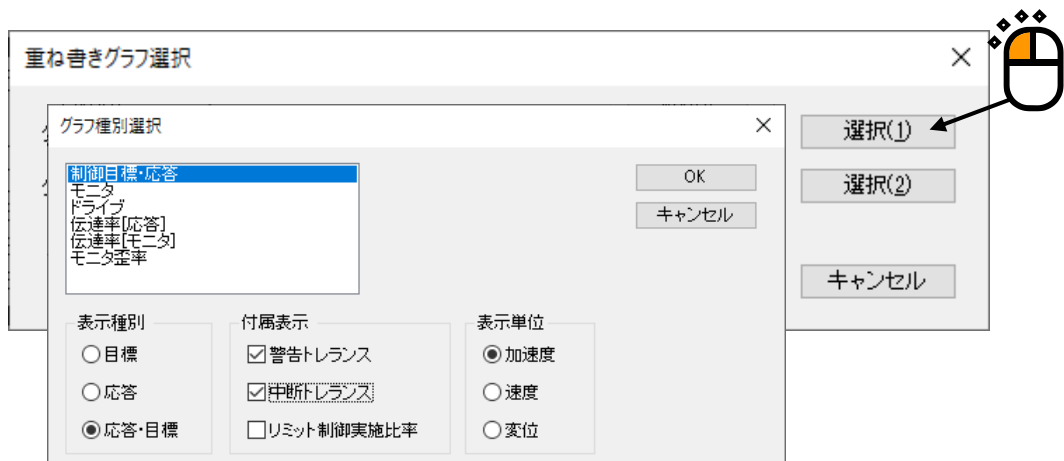 重ね書きグラフ選択
グラフ種別選択
選択(1)
制御目標・応答
モニタ
ドライブ
伝達率[応答]
伝達率[モニタ]
モニタ歪率
OK
選択(2)
キャンセル
キャンセル
表示種別
付属表示
表示単位
目標
警告トレランス
加速度
応答
中断トレランス
速度
応答・目標
リミット制御実施比率
変位